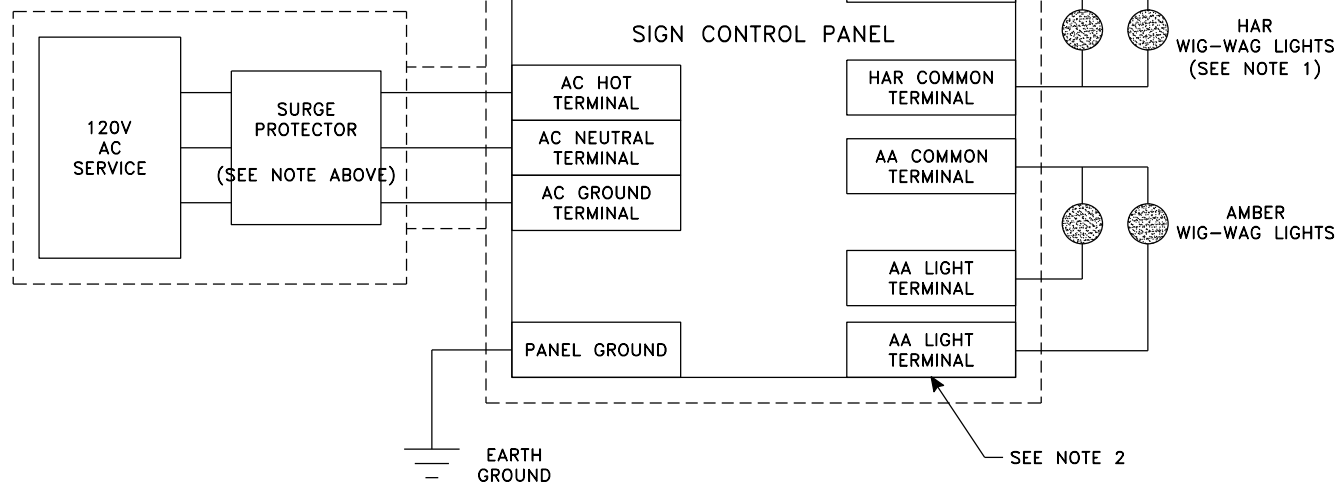 SIGN CONTROL PANEL
HAR
WIG-WAG LIGHTS
(SEE NOTE 1)
120V
AC
SERVICE
SURGE
PROTECTOR
(SEE NOTE ABOVE)
AC HOT
TERMINAL
AC NEUTRAL
TERMINAL
AC GROUND
TERMINAL
PANEL GROUND
HAR COMMON
TERMINAL
AA COMMON
TERMINAL
AMBER
WIG-WAG LIGHTS
AA LIGHT
TERMINAL
AA LIGHT
TERMINAL
EARTH
GROUND
SEE NOTE 2